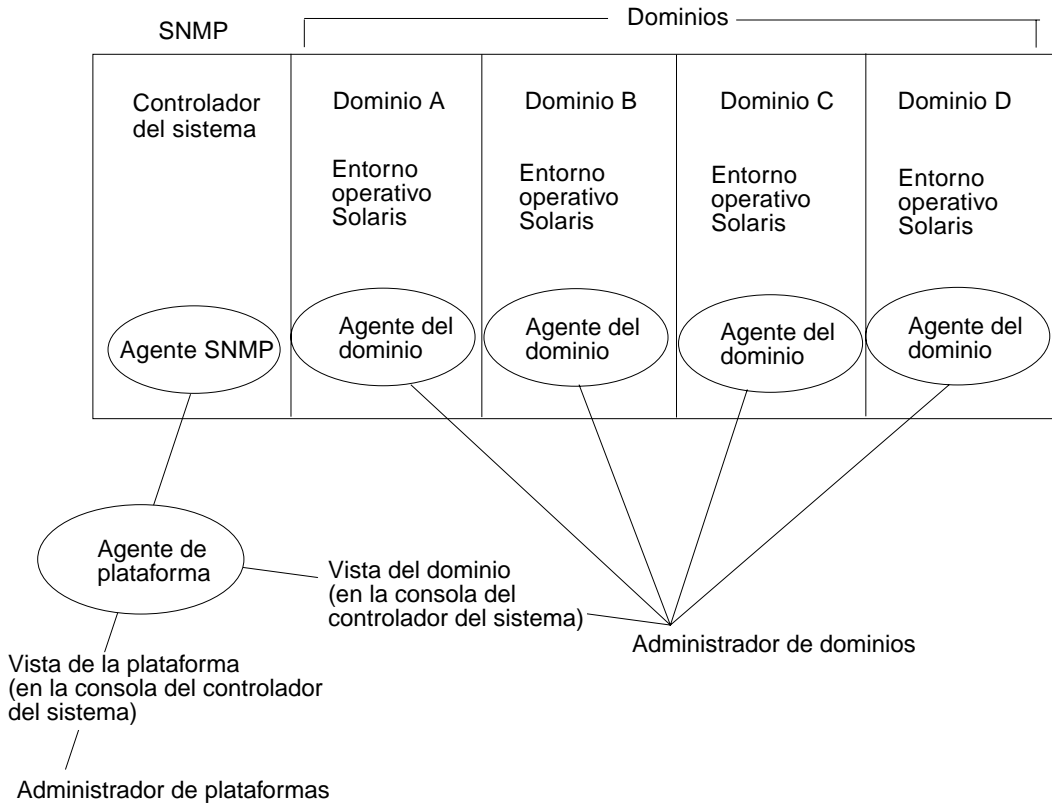 SNMP
Dominios
Controlador
del sistema
Dominio A
Dominio B
Dominio C
Dominio D
Entorno
operativo
Solaris
Entorno
operativo
Solaris
Entorno
operativo
Solaris
Entorno
operativo
Solaris
Agente SNMP
Agente del
dominio
Agente del
dominio
Agente del
dominio
Agente del
dominio
Agente de
plataforma
Vista del dominio
(en la consola del
controlador del sistema)
Administrador de dominios
Vista de la plataforma
(en la consola del controlador
del sistema)
Administrador de plataformas